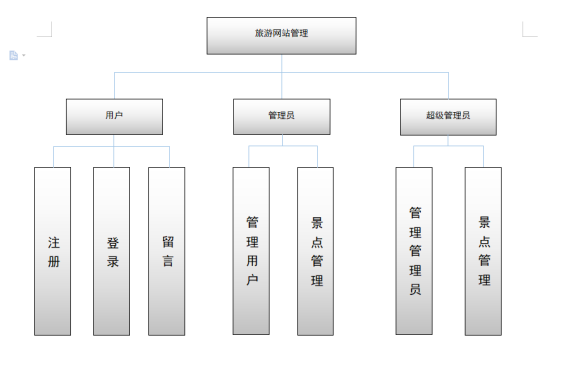 旅游网站管理
用户
管理员
超级管理员
注册
登录
留言
管理用户
景点管理
管理管理员
景点管理